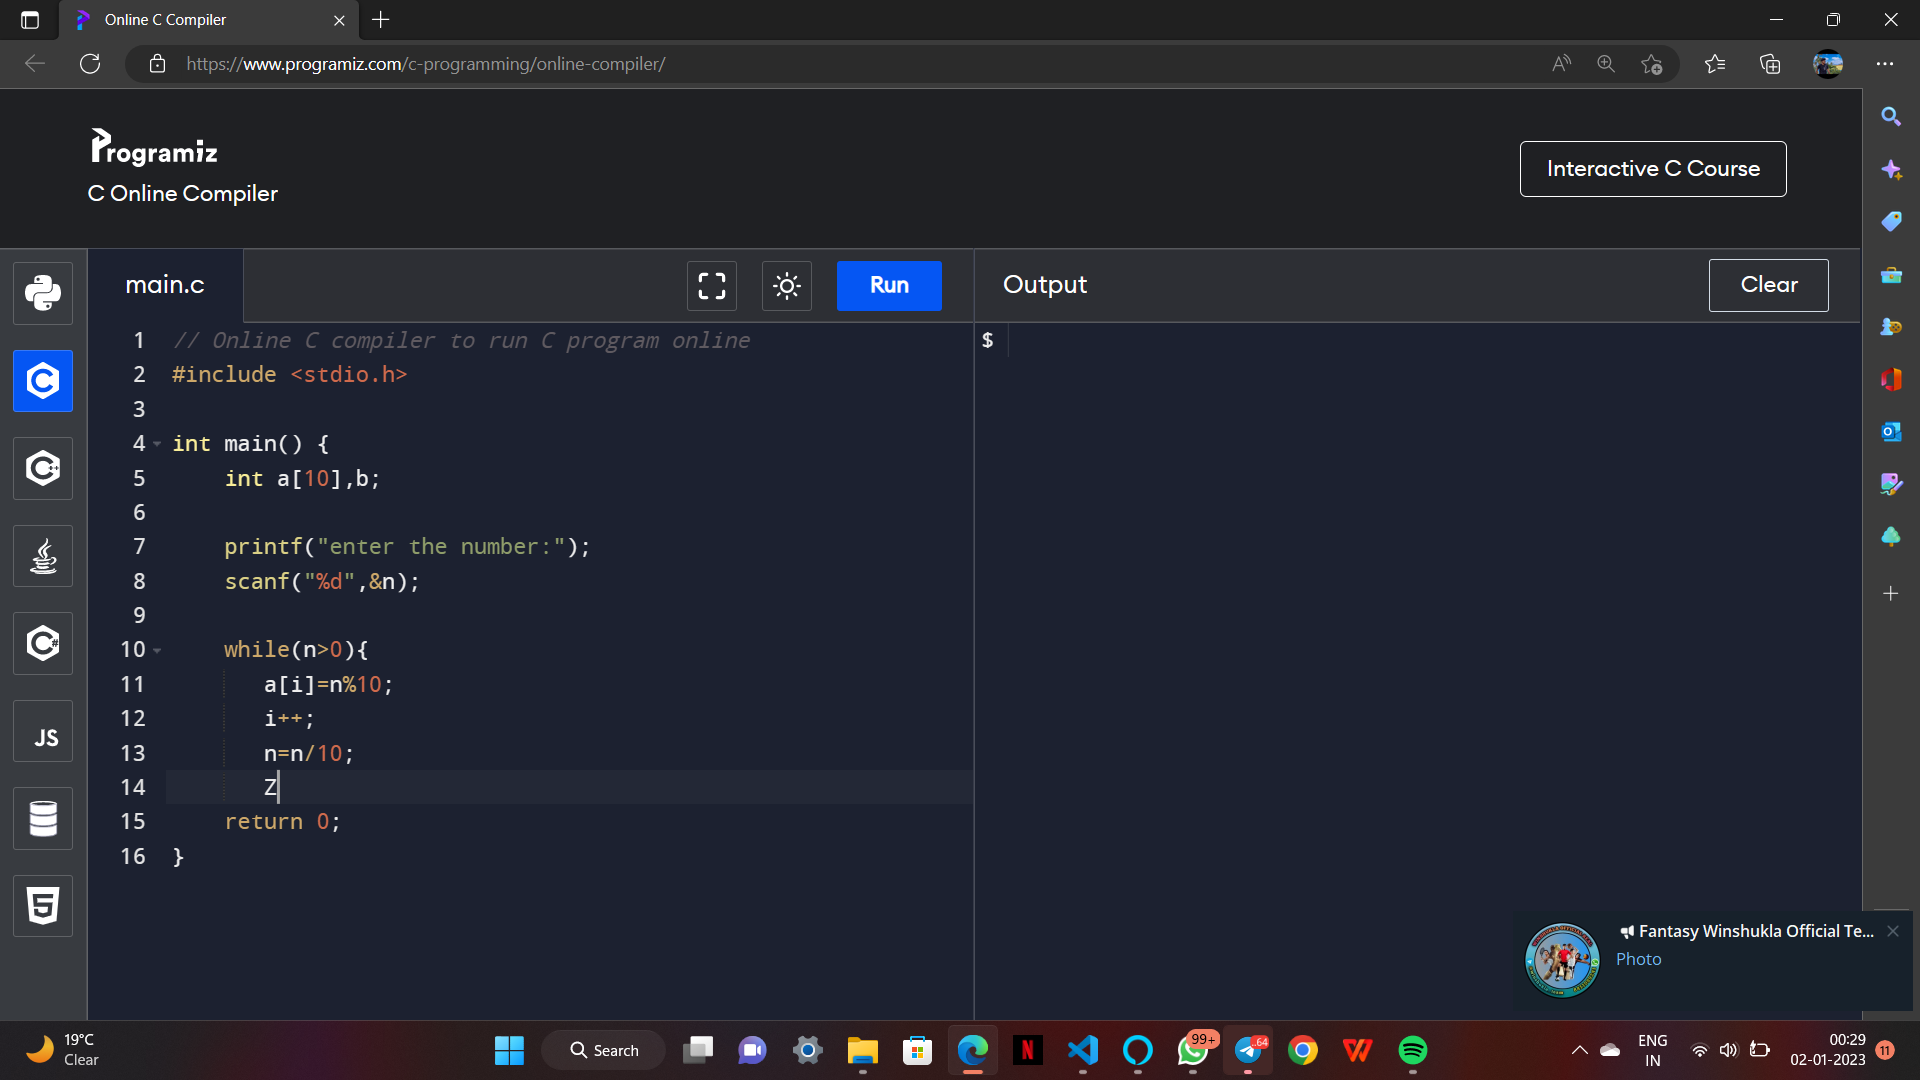 Online C Compiler
https://www.programiz.com/c-programming/online-compiler/
Programiz
C Online Compiler
Interactive C Course
main.c
Run
Output
Clear
1 // Online C compiler to run C program online
2 #include <stdio.h>
3
4 int main() {
5 int a[10],b;
6
7 printf("enter the number:");
8 scanf("%d",&n);
9
10 while(n>0){
11 a[i]=n%10;
12 i++;
13 n=n/10;
14 Z
15 return 0;
16 }
$
JS
Fantasy Winshukla Official Te...
Photo
19°C
Clear
Search
99+
.64
ENG
IN
00:29
02-01-2023
11